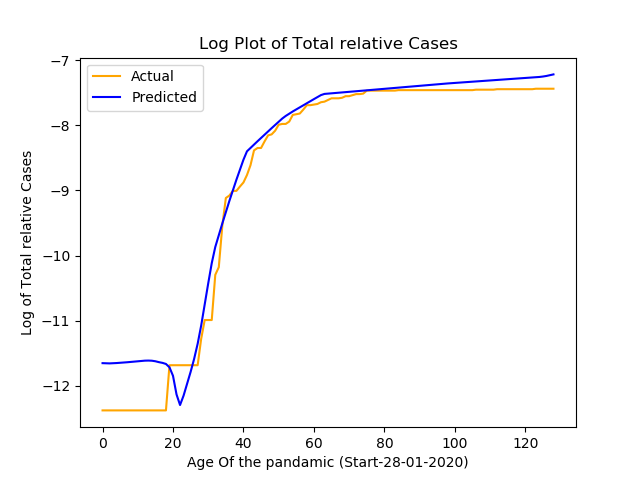 Log Plot of Total relative Cases
Actual
Predicted
Log of Total relative Cases
−7
−8
−9
−10
−11
−12
0 20 40 60 80 100 120
Age Of the pandamic (Start-28-01-2020)